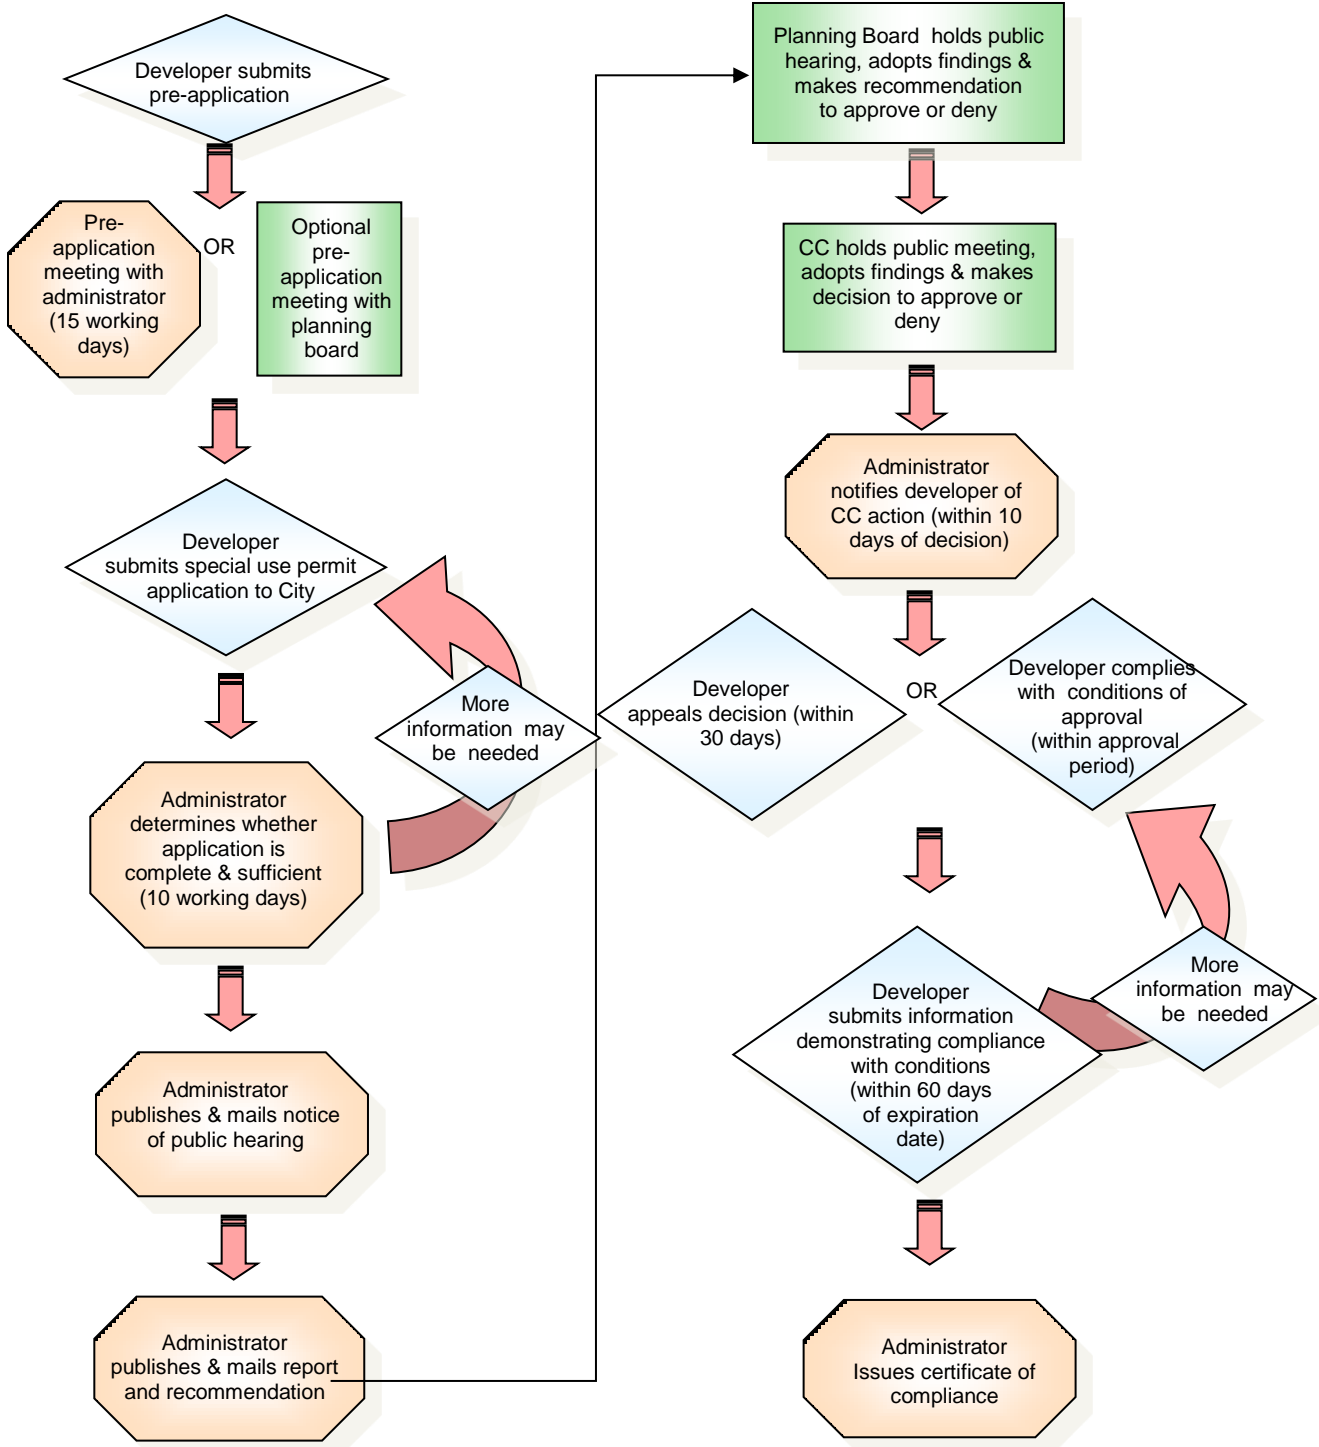 Developer submits
pre-application
Pre-
application
meeting with
administrator
(15 working
days)
OR
Optional
pre-
application
meeting with
planning
board
Developer
submits special use permit
application to City
More
information may
be needed
Administrator
determines whether
application is
complete & sufficient
(10 working days)
Administrator
publishes & mails notice
of public hearing
Administrator
publishes & mails report
and recommendation
Planning Board holds public
hearing, adopts findings &
makes recommendation
to approve or deny
CC holds public meeting,
adopts findings & makes
decision to approve or
deny
Administrator
notifies developer of
CC action (within 10
days of decision)
Developer
appeals decision (within
30 days)
OR
Developer complies
with conditions of
approval
(within approval
period)
Developer
submits information
demonstrating compliance
with conditions
(within 60 days
of expiration
date)
More
information may
be needed
Administrator
Issues certificate of
compliance